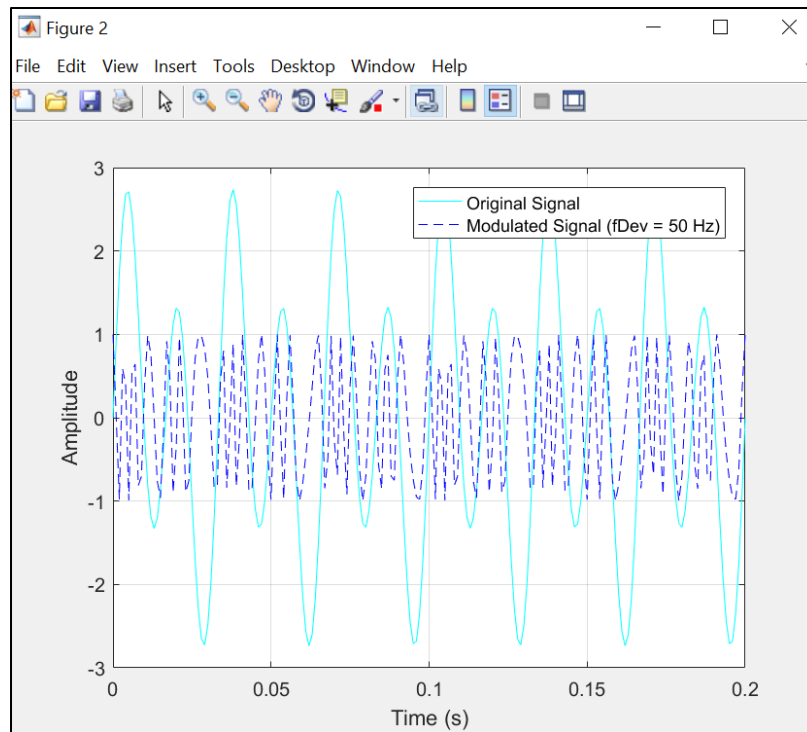 Figure 2
File Edit View Insert Tools Desktop Window Help
3
2
1
0
-1
-2
-3
Amplitude
Original Signal
Modulated Signal (fDev = 50 Hz)
0 0.05 0.1 0.15 0.2
Time (s)